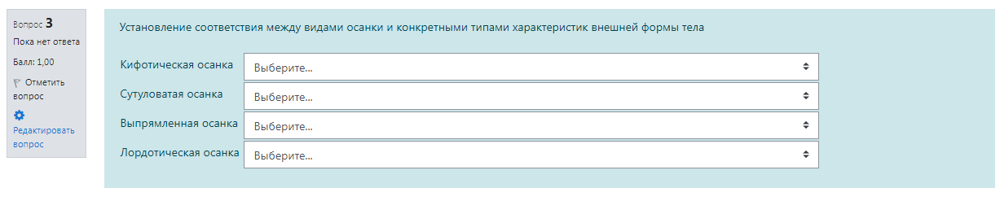 Вопрос 3
Пока нет ответа
Балл: 1,00
Отметить
вопрос
Редактировать
вопрос
Установление соответствия между видами осанки и конкретными типами характеристик внешней формы тела
Кифотическая осанка Выберите...
Сутуловатая осанка Выберите...
Выпрямленная осанка Выберите...
Лордотическая осанка Выберите...